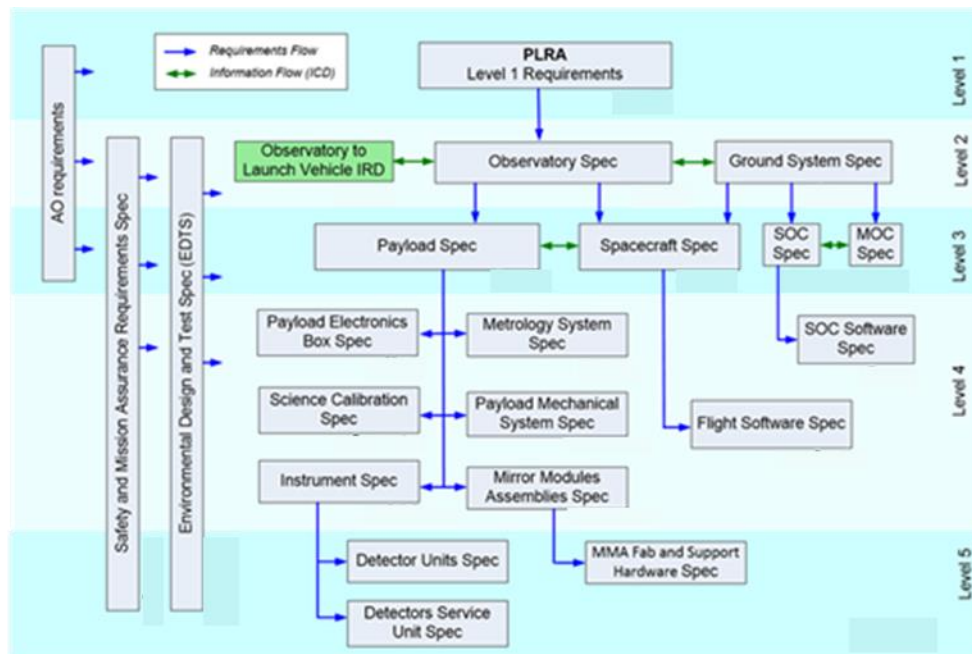 Requirements Flow
Information Flow (ICD)
PLRA
Level 1 Requirements
Level 1
AO requirements
Observatory to
Launch Vehicle IRD
Observatory Spec
Ground System Spec
Level 2
Safety and Mission Assurance Requirements Spec
Environmental Design and Test Spec (EDTS)
Payload Spec
Spacecraft Spec
SOC
Spec
MOC
Spec
Level 3
Payload Electronics
Box Spec
Metrology System
Spec
SOC Software
Spec
Science Calibration
Spec
Payload Mechanical
System Spec
Flight Software Spec
Level 4
Instrument Spec
Mirror Modules
Assemblies Spec
Detector Units Spec
MMA Fab and Support
Hardware Spec
Detectors Service
Unit Spec
Level 5